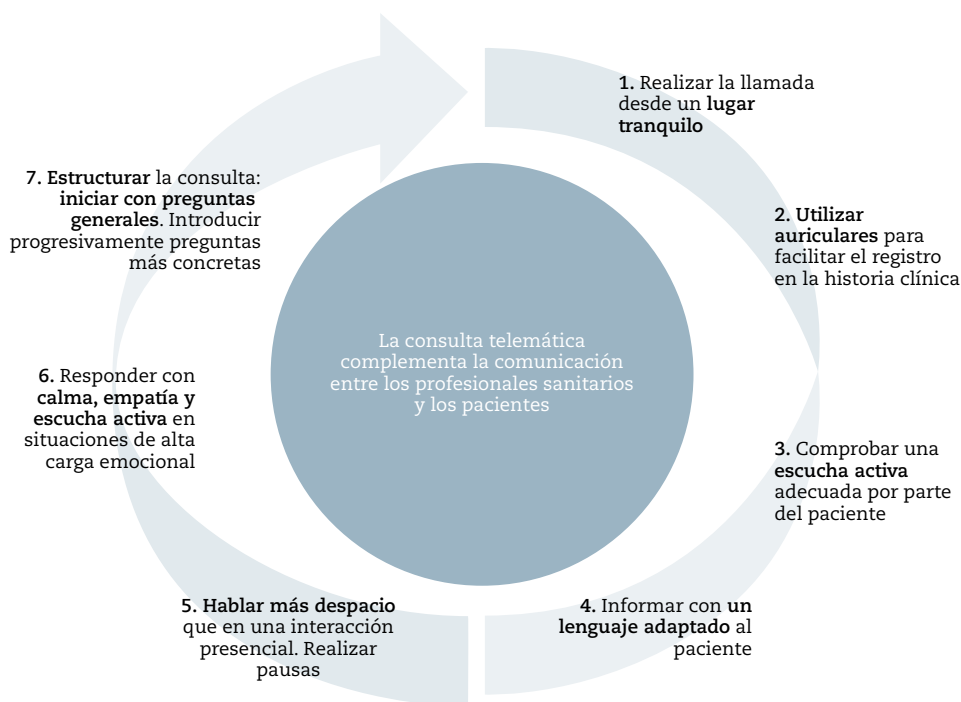 1. Realizar la llamada
desde un lugar
tranquilo
2. Utilizar
auriculares para
facilitar el registro
en la historia clínica
3. Comprobar una
escucha activa
adecuada por parte
del paciente
4. Informar con un
lenguaje adaptado al
paciente
5. Hablar más despacio
que en una interacción
presencial. Realizar
pausas
6. Responder con
calma, empatía y
escucha activa en
situaciones de alta
carga emocional
7. Estructurar la consulta:
iniciar con preguntas
generales. Introducir
progresivamente preguntas
más concretas
La consulta telemática
complementa la comunicación
entre los profesionales sanitarios
y los pacientes